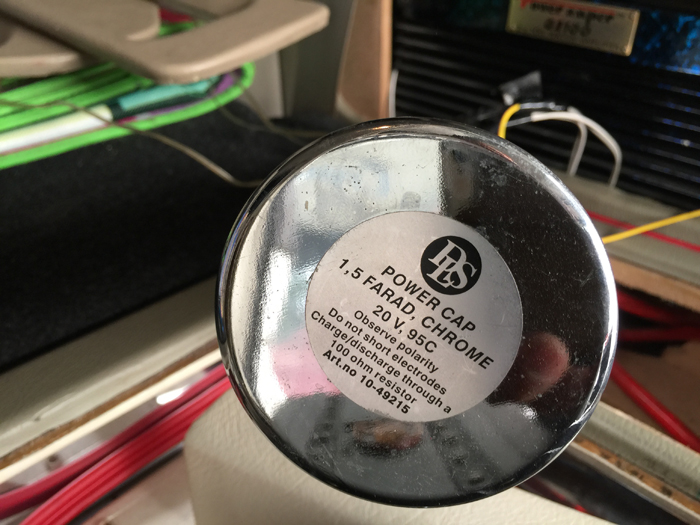 DLS
POWER CAP
1,5 FARAD, CHROME
20 V, 95C
Observe polarity
Do not short electrodes
Charge/discharge through a
100 ohm resistor
Art.no 10-49215